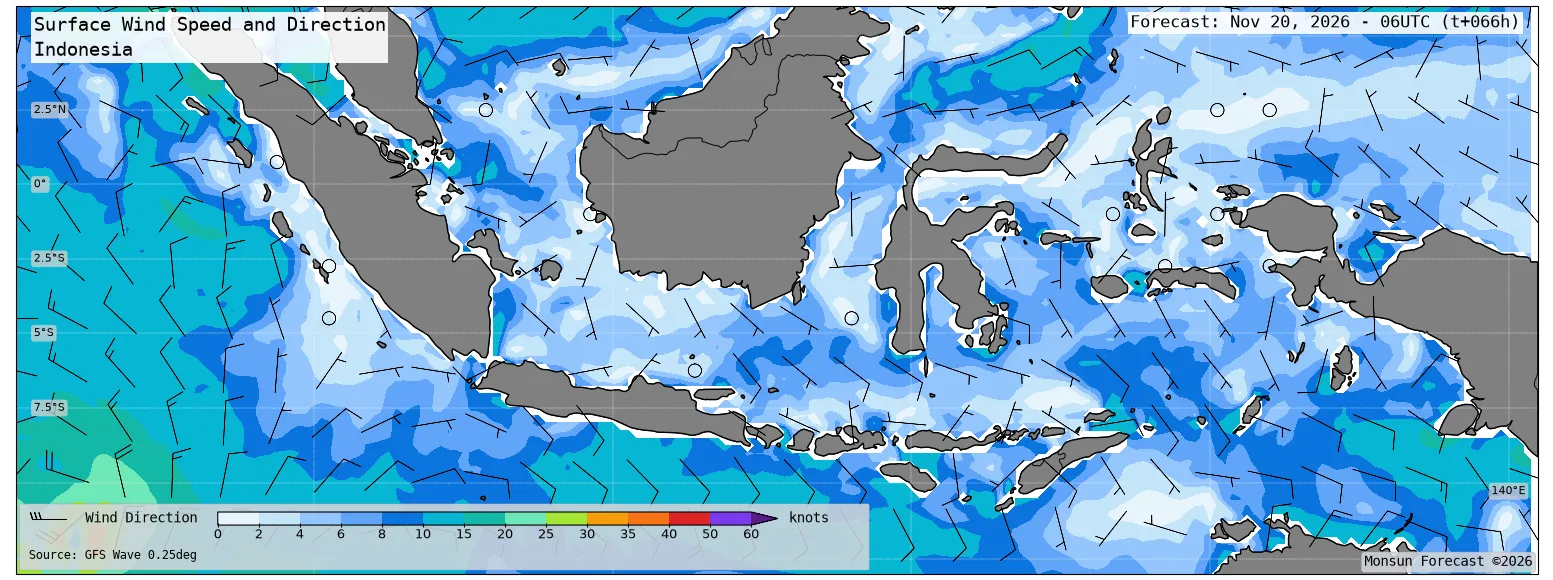 Surface Wind Speed and Direction
Indonesia
Forecast: Nov 20, 2026 - 06UTC (t+066h)
2.5°N
0°
2.5°S
5°S
7.5°S
140°E
Wind Direction
0 2 4 6 8 10 15 20 25 30 35 40 50 60
knots
Source: GFS Wave 0.25deg
Monsun Forecast ©2026